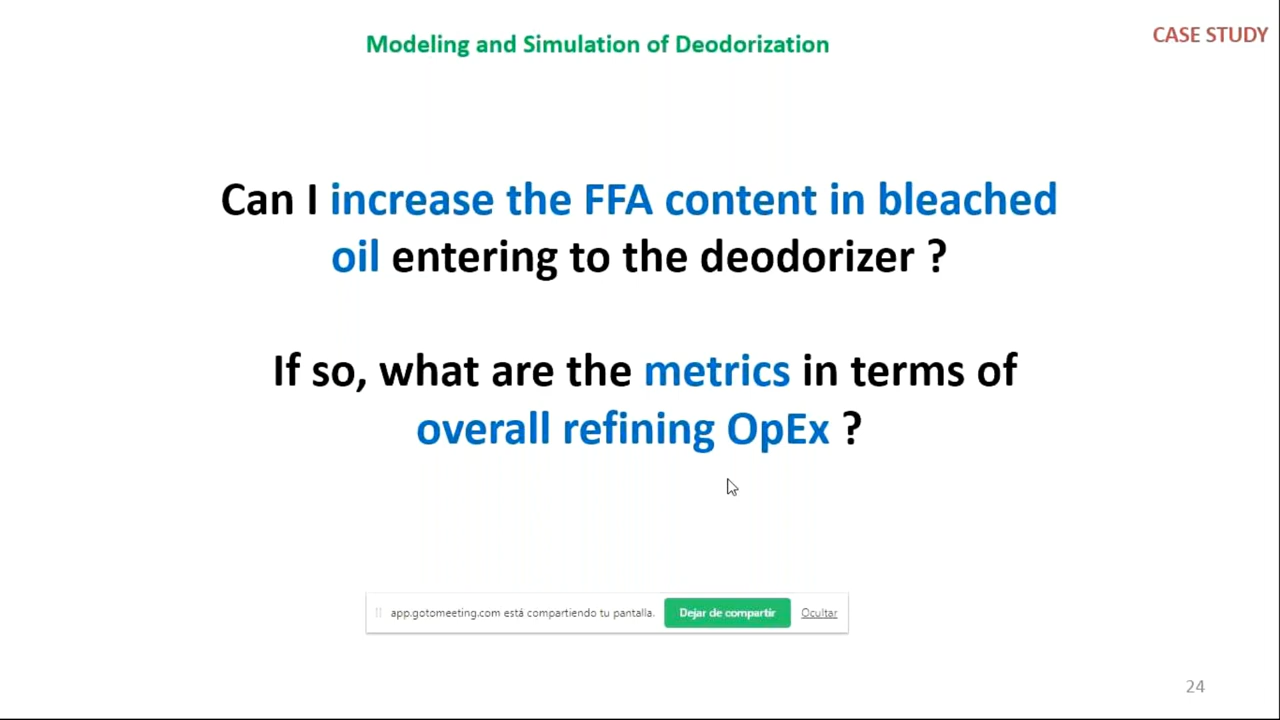 Modeling and Simulation of Deodorization
CASE STUDY
Can I increase the FFA content in bleached
oil entering to the deodorizer ?
If so, what are the metrics in terms of
overall refining OpEx ?
app.gotomeeting.com está compartiendo tu pantalla. Dejar de compartir Ocultar
24